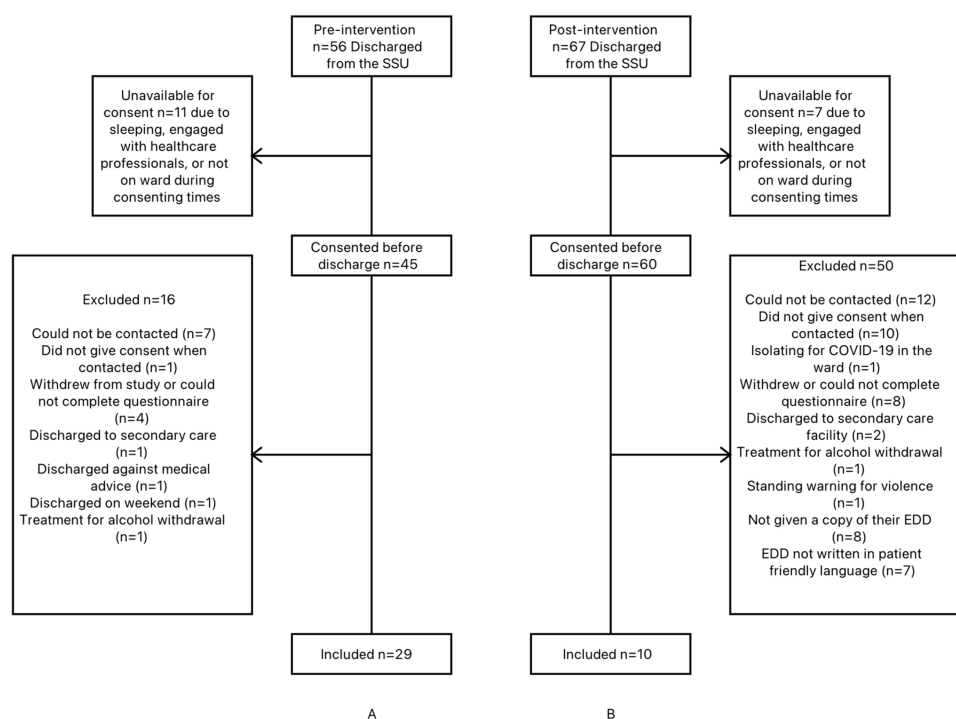 Pre-intervention
n=56 Discharged
from the SSU
Unavailable for
consent n=11 due to
sleeping, engaged
with healthcare
professionals, or not
on ward during
consenting times
Consented before
discharge n=45
Excluded n=16
Could not be contacted (n=7)
Did not give consent when
contacted (n=1)
Withdrew from study or could
not complete questionnaire
(n=4)
Discharged to secondary care
(n=1)
Discharged against medical
advice (n=1)
Discharged on weekend (n=1)
Treatment for alcohol withdrawal
(n=1)
Included n=29
A
Post-intervention
n=67 Discharged
from the SSU
Unavailable for
consent n=7 due to
sleeping, engaged
with healthcare
professionals, or not
on ward during
consenting times
Consented before
discharge n=60
Excluded n=50
Could not be contacted (n=12)
Did not give consent when
contacted (n=10)
Isolating for COVID-19 in the
ward (n=1)
Withdrew or could not complete
questionnaire (n=8)
Discharged to secondary care
facility (n=2)
Treatment for alcohol withdrawal
(n=1)
Standing warning for violence
(n=1)
Not given a copy of their EDD
(n=8)
EDD not written in patient
friendly language (n=7)
Included n=10
B